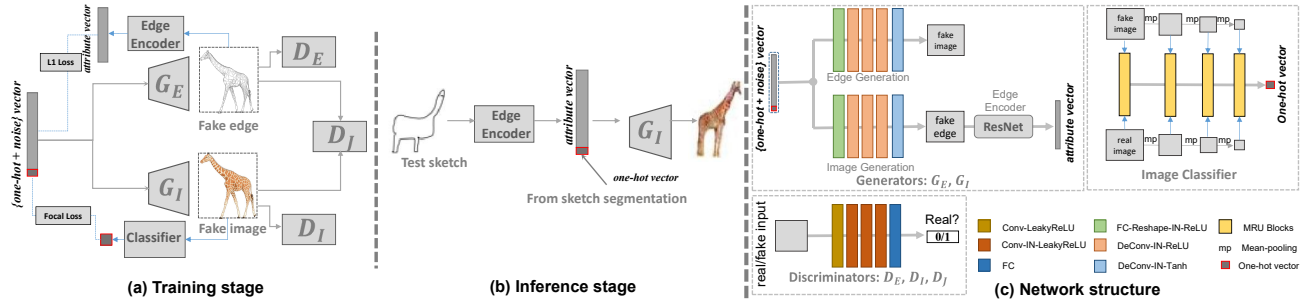 L1 Loss
attribute vector
Edge
Encoder
G_E
D_E
Fake edge
D_J
{one-hot + noise} vector
G_I
Focal Loss
Classifier
Fake image
D_I
(a) Training stage
Test sketch
Edge
Encoder
attribute vector
G_I
one-hot vector
From sketch segmentation
(b) Inference stage
{one-hot + noise} vector
fake
image
Edge Generation
Edge
Encoder
fake
edge
ResNet
attribute vector
Image Generation
Generators: G_E, G_I
fake
image
mp
mp
mp
One-hot vector
real
image
mp
mp
mp
Image Classifier
real/fake input
Real?
0/1
Discriminators: D_E, D_I, D_J
Conv-LeakyReLU
Conv-IN-LeakyReLU
FC
FC-Reshape-IN-ReLU
DeConv-IN-ReLU
DeConv-IN-Tanh
MRU Blocks
mp
Mean-pooling
One-hot vector
(c) Network structure